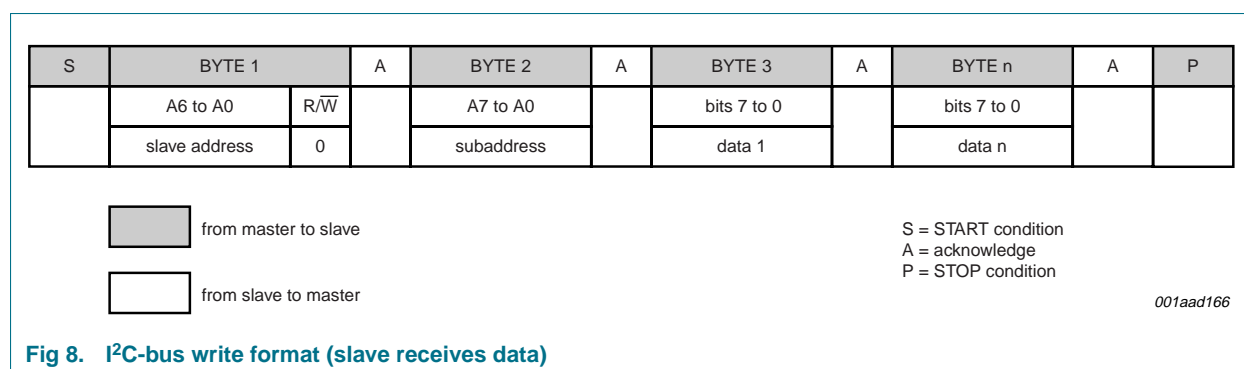 S BYTE 1 A BYTE 2 A BYTE 3 A BYTE n A P
A6 to A0 R/W̅ A7 to A0 bits 7 to 0 bits 7 to 0
slave address 0 subaddress data 1 data n
from master to slave
from slave to master
S = START condition
A = acknowledge
P = STOP condition
001aad166
Fig 8. I²C-bus write format (slave receives data)